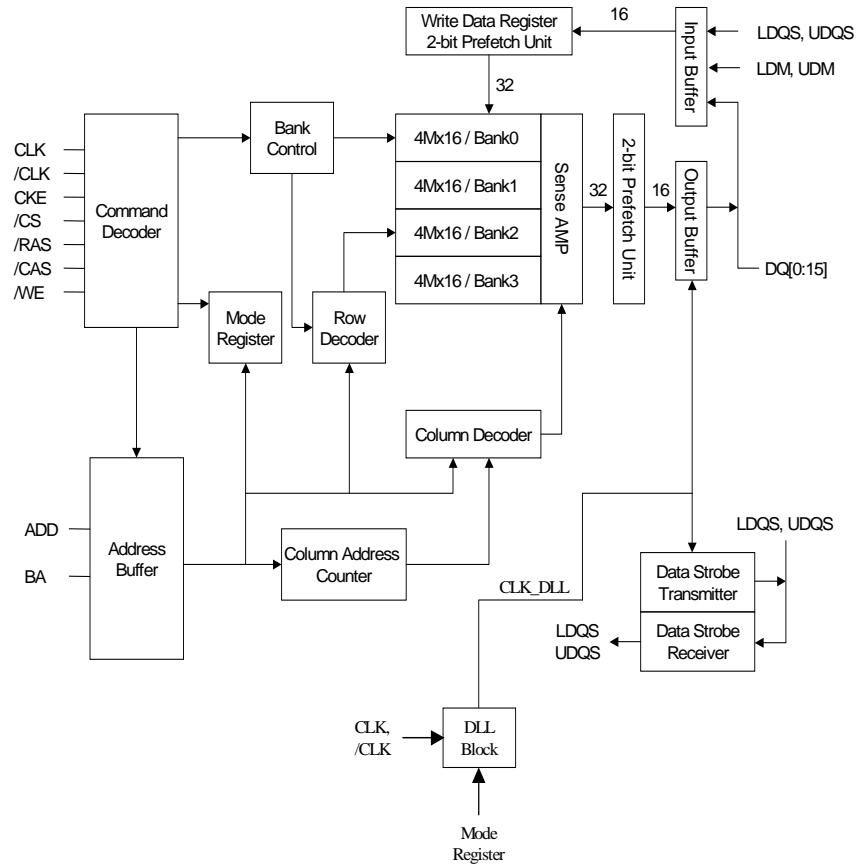 Write Data Register
2-bit Prefetch Unit
16
Input Buffer
LDQS, UDQS
LDM, UDM
32
Bank
Control
CLK
/CLK
CKE
/CS
/RAS
/CAS
/WE
Command
Decoder
4Mx16 / Bank0
4Mx16 / Bank1
4Mx16 / Bank2
4Mx16 / Bank3
Sense AMP
32
2-bit Prefetch Unit
16
Output Buffer
DQ[0:15]
Mode
Register
Row
Decoder
Column Decoder
ADD
BA
Address
Buffer
Column Address
Counter
CLK_DLL
LDQS, UDQS
Data Strobe
Transmitter
Data Strobe
Receiver
LDQS
UDQS
CLK,
/CLK
DLL
Block
Mode
Register